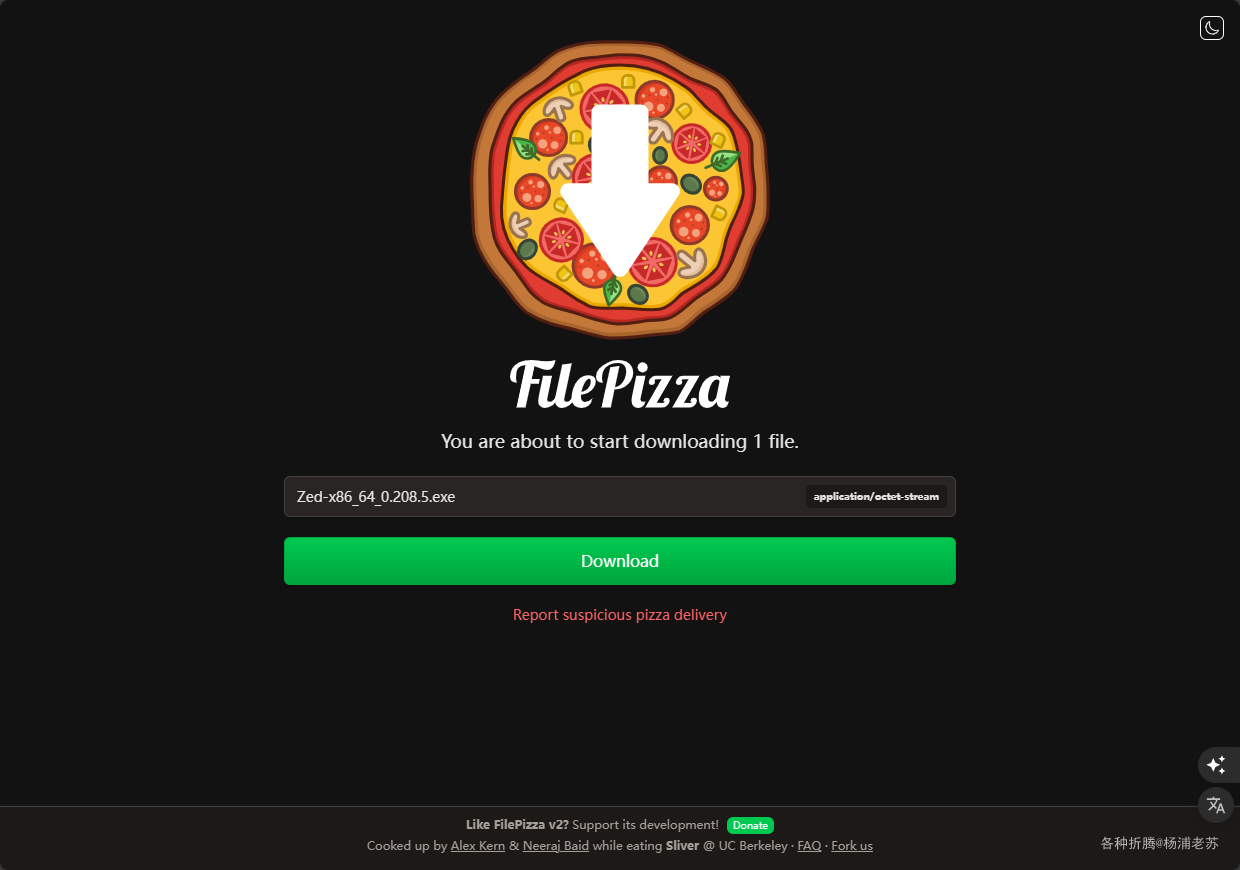 FilePizza
You are about to start downloading 1 file.
Zed-x86_64_0.208.5.exe application/octet-stream
Download
Report suspicious pizza delivery
Like FilePizza v2? Support its development! Donate
Cooked up by Alex Kern & Neeraj Baid while eating Sliver @ UC Berkeley · FAQ · Fork us
各种折腾@杨浦老苏